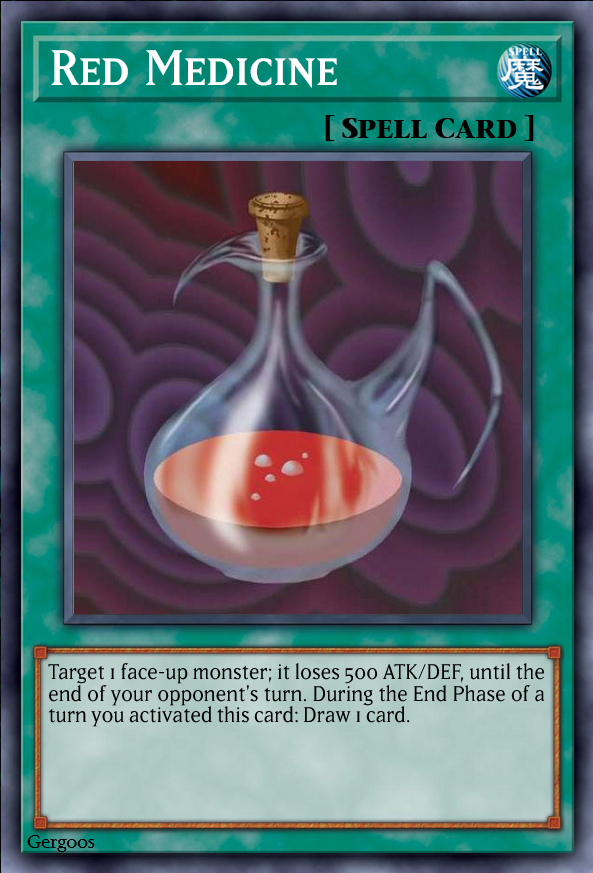 Red Medicine
SPELL
魔
[ Spell Card ]
Target 1 face-up monster; it loses 500 ATK/DEF, until the
end of your opponent's turn. During the End Phase of a
turn you activated this card: Draw 1 card.
Gergoos